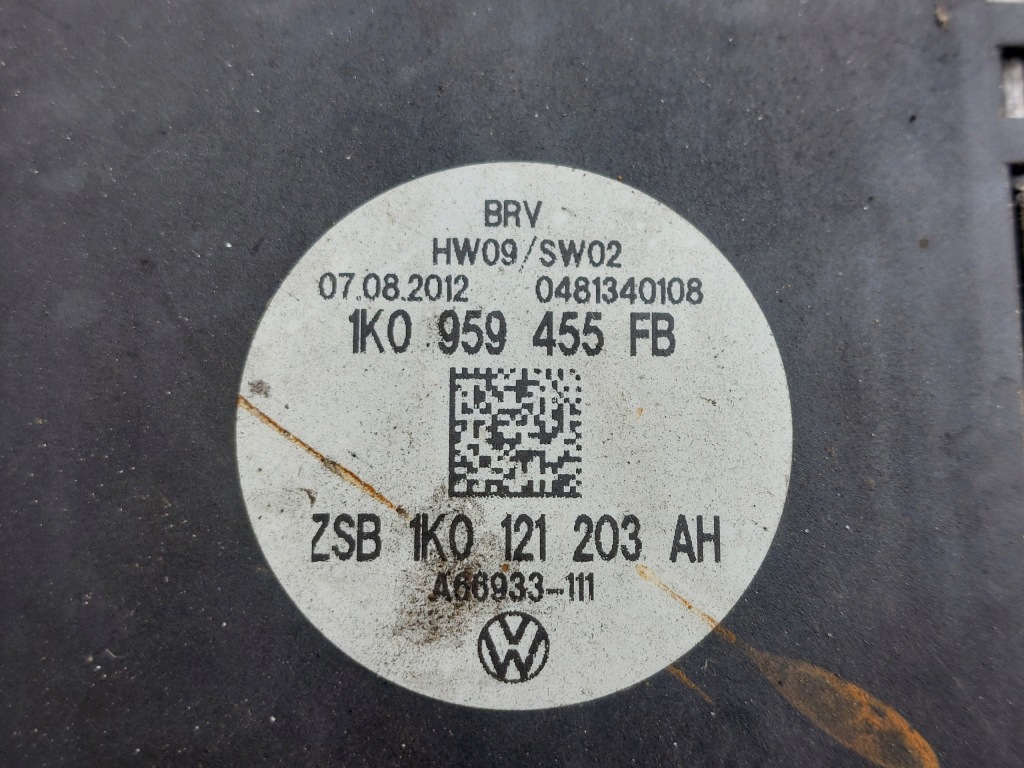 BRV
HW09/SW02
07.08.2012 0481340108
1K0 959 455 FB
ZSB 1K0 121 203 AH
A66933-111